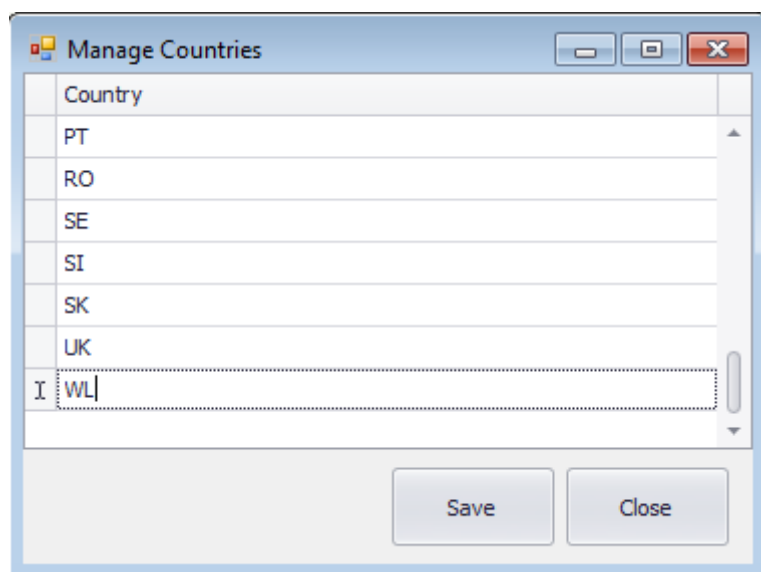 Manage Countries
Country
PT
RO
SE
SI
SK
UK
WL
Save Close